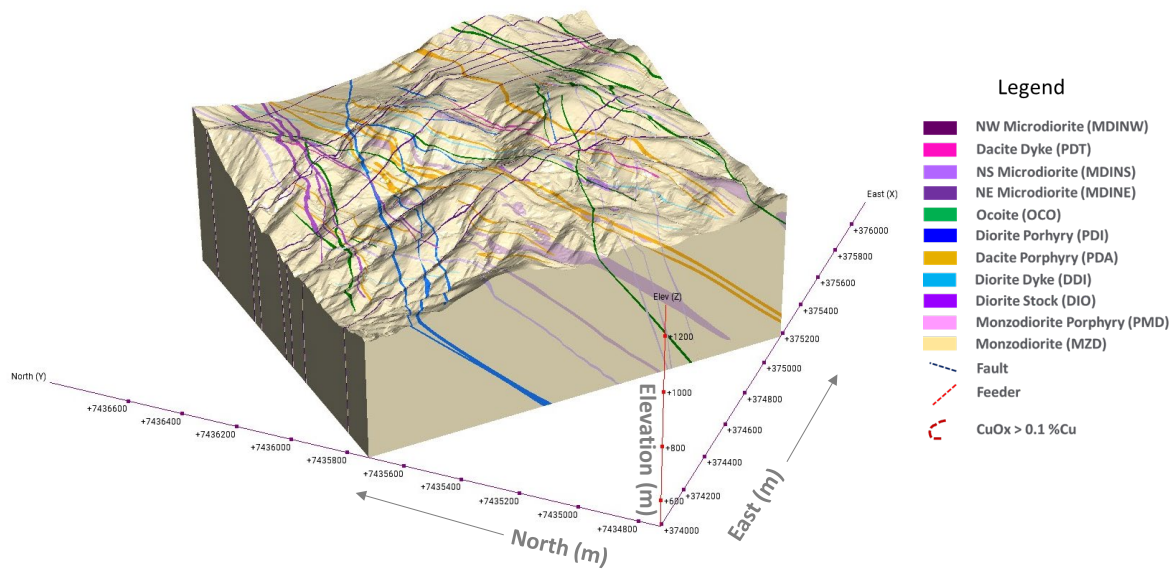 Legend
NW Microdiorite (MDINW)
Dacite Dyke (PDT)
NS Microdiorite (MDINS)
NE Microdiorite (MDINE)
Ocoite (OCO)
Diorite Porhyry (PDI)
Dacite Porphyry (PDA)
Diorite Dyke (DDI)
Diorite Stock (DIO)
Monzodiorite Porphyry (PMD)
Monzodiorite (MZD)
Fault
Feeder
CuOx > 0.1 %Cu
East (X)
+376000
+375800
+375600
+375400
+375200
+375000
+374800
+374600
+374400
+374200
+374000
East (m)
Elev (Z)
+1200
+1000
+800
+600
Elevation (m)
North (Y)
+7436600
+7436400
+7436200
+7436000
+7435800
+7435600
+7435400
+7435200
+7435000
+7434800
North (m)